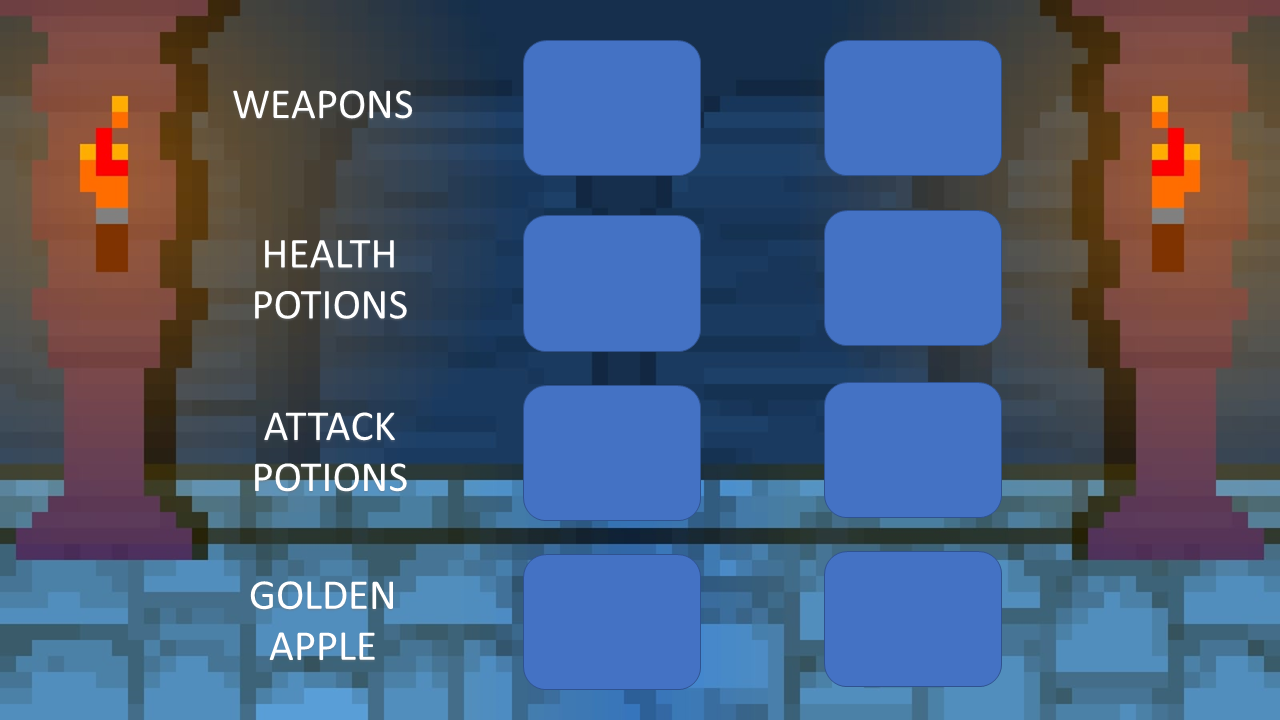 WEAPONS
HEALTH
POTIONS
ATTACK
POTIONS
GOLDEN
APPLE